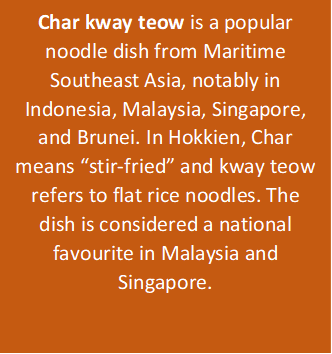 Char kway teow is a popular
noodle dish from Maritime
Southeast Asia, notably in
Indonesia, Malaysia, Singapore,
and Brunei. In Hokkien, Char
means “stir-fried” and kway teow
refers to flat rice noodles. The
dish is considered a national
favourite in Malaysia and
Singapore.